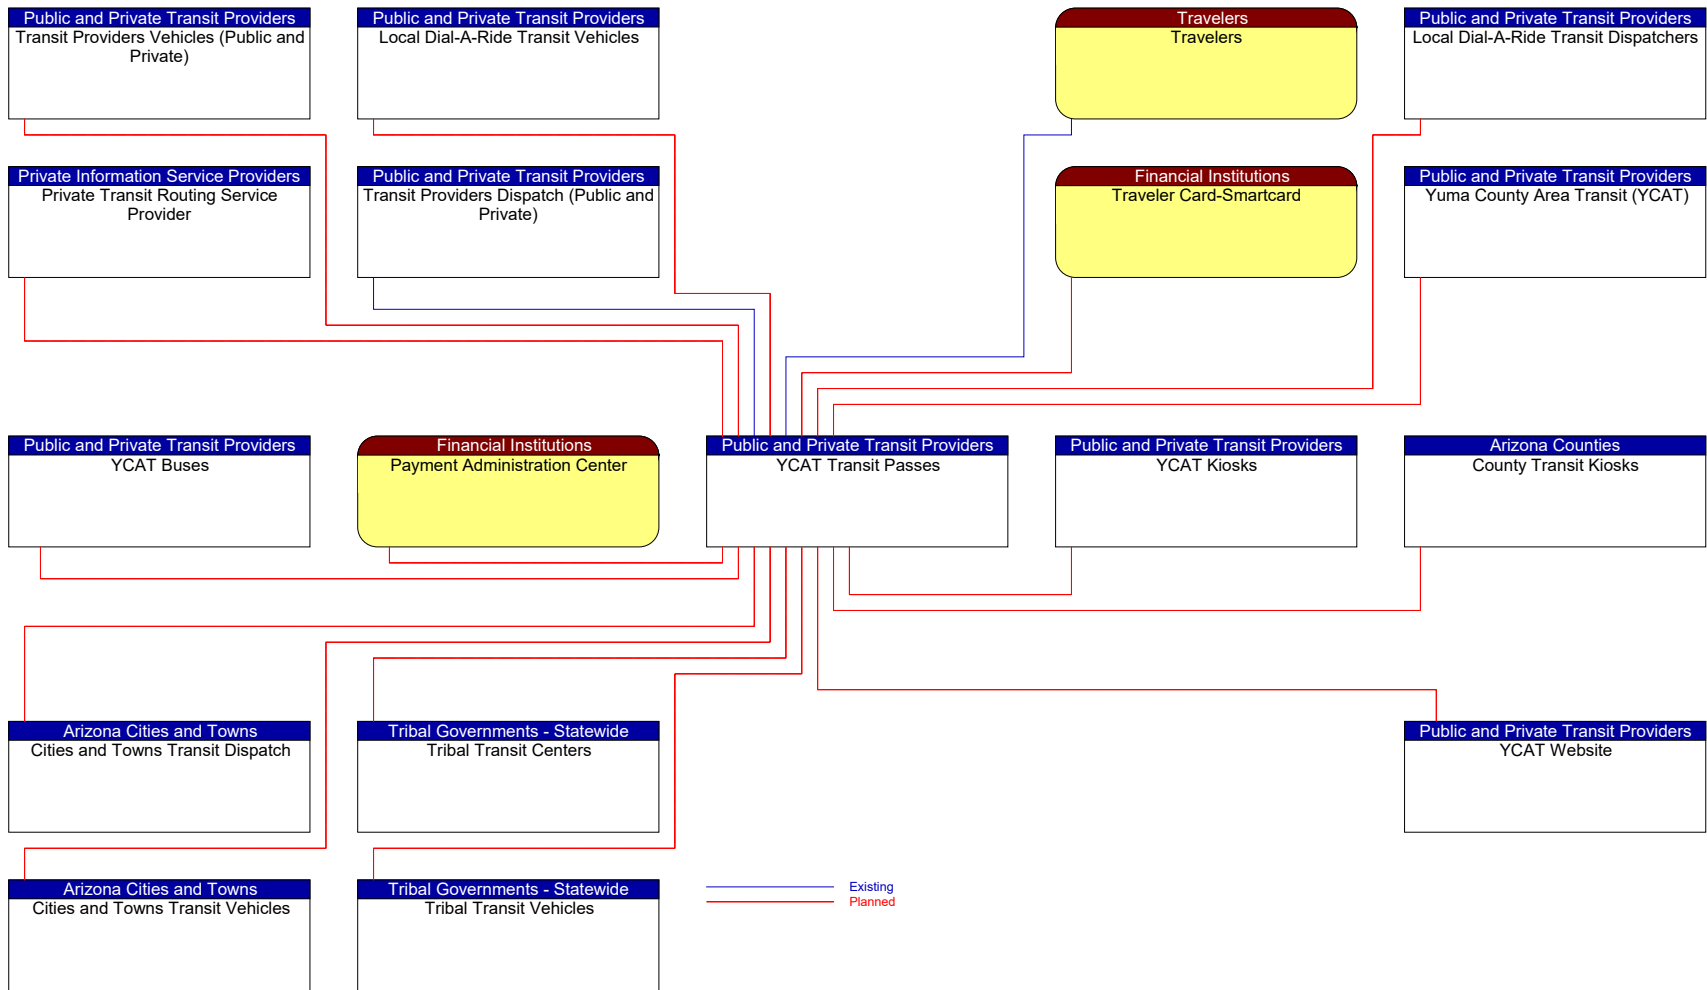 Public and Private Transit Providers
Transit Providers Vehicles (Public and
Private)
Public and Private Transit Providers
Local Dial-A-Ride Transit Vehicles
Travelers
Travelers
Public and Private Transit Providers
Local Dial-A-Ride Transit Dispatchers
Private Information Service Providers
Private Transit Routing Service
Provider
Public and Private Transit Providers
Transit Providers Dispatch (Public and
Private)
Financial Institutions
Traveler Card-Smartcard
Public and Private Transit Providers
Yuma County Area Transit (YCAT)
Public and Private Transit Providers
YCAT Buses
Financial Institutions
Payment Administration Center
Public and Private Transit Providers
YCAT Transit Passes
Public and Private Transit Providers
YCAT Kiosks
Arizona Counties
County Transit Kiosks
Arizona Cities and Towns
Cities and Towns Transit Dispatch
Tribal Governments - Statewide
Tribal Transit Centers
Public and Private Transit Providers
YCAT Website
Arizona Cities and Towns
Cities and Towns Transit Vehicles
Tribal Governments - Statewide
Tribal Transit Vehicles
Existing
Planned